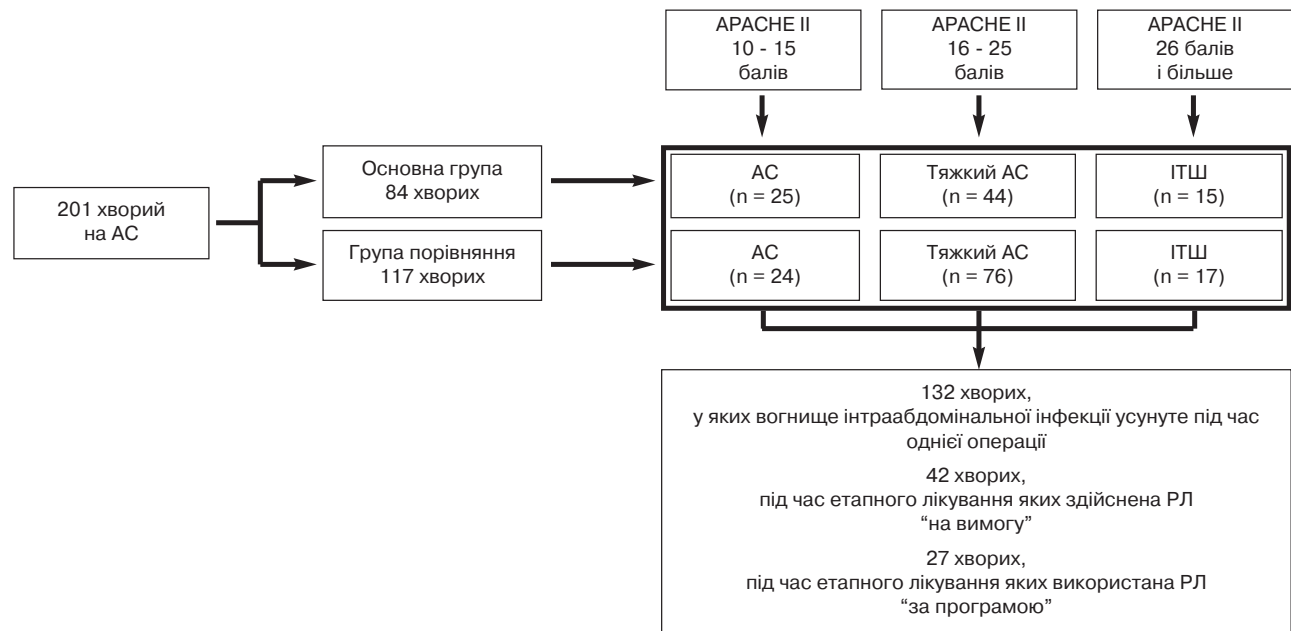 APACHE II
10 - 15
балів
APACHE II
16 - 25
балів
APACHE II
26 балів
і більше
201 хворий
на АС
Основна група
84 хворих
Група порівняння
117 хворих
АС
(n = 25)
Тяжкий АС
(n = 44)
ІТШ
(n = 15)
АС
(n = 24)
Тяжкий АС
(n = 76)
ІТШ
(n = 17)
132 хворих,
у яких вогнище інтраабдомінальної інфекції усунуте під час
однієї операції
42 хворих,
під час етапного лікування яких здійснена РЛ
“на вимогу”
27 хворих,
під час етапного лікування яких використана РЛ
“за програмою”